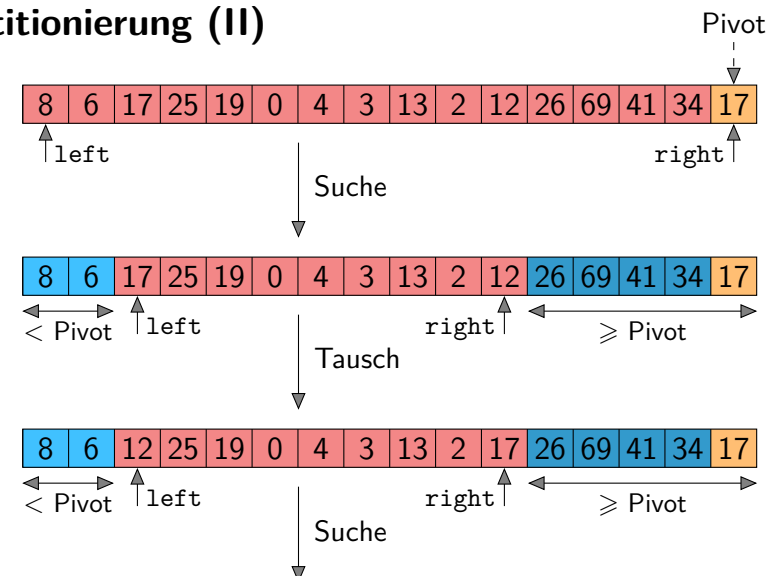 titionierung (II)
Pivot
8 6 17 25 19 0 4 3 13 2 12 26 69 41 34 17
left right
Suche
8 6 17 25 19 0 4 3 13 2 12 26 69 41 34 17
< Pivot left right ⩾ Pivot
Tausch
8 6 12 25 19 0 4 3 13 2 17 26 69 41 34 17
< Pivot left right ⩾ Pivot
Suche